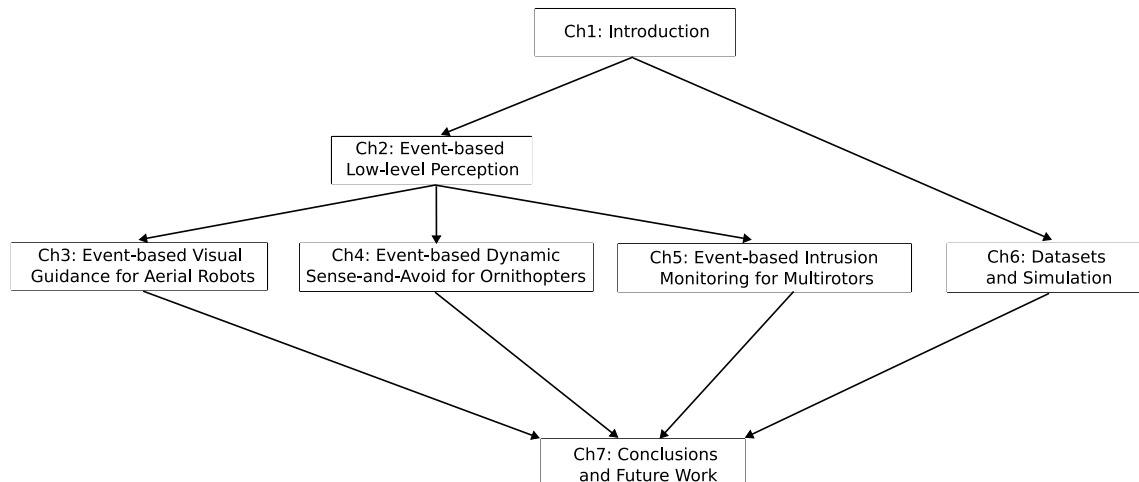 Ch1: Introduction
Ch2: Event-based
Low-level Perception
Ch3: Event-based Visual
Guidance for Aerial Robots
Ch4: Event-based Dynamic
Sense-and-Avoid for Ornithopters
Ch5: Event-based Intrusion
Monitoring for Multirotors
Ch6: Datasets
and Simulation
Ch7: Conclusions
and Future Work